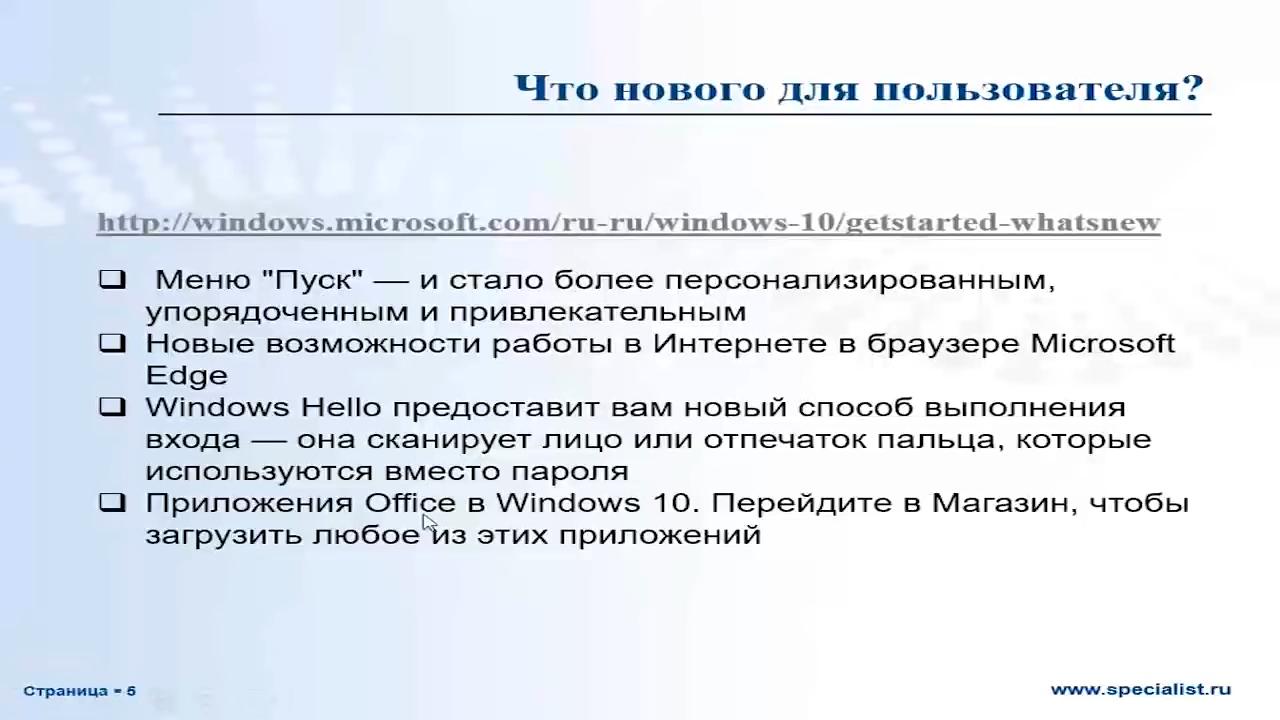 Что нового для пользователя?
http://windows.microsoft.com/ru-ru/windows-10/getstarted-whatsnew
Меню "Пуск" — и стало более персонализированным,
упорядоченным и привлекательным
Новые возможности работы в Интернете в браузере Microsoft
Edge
Windows Hello предоставит вам новый способ выполнения
входа — она сканирует лицо или отпечаток пальца, которые
используются вместо пароля
Приложения Office в Windows 10. Перейдите в Магазин, чтобы
загрузить любое из этих приложений
Страница ▪ 5
www.specialist.ru